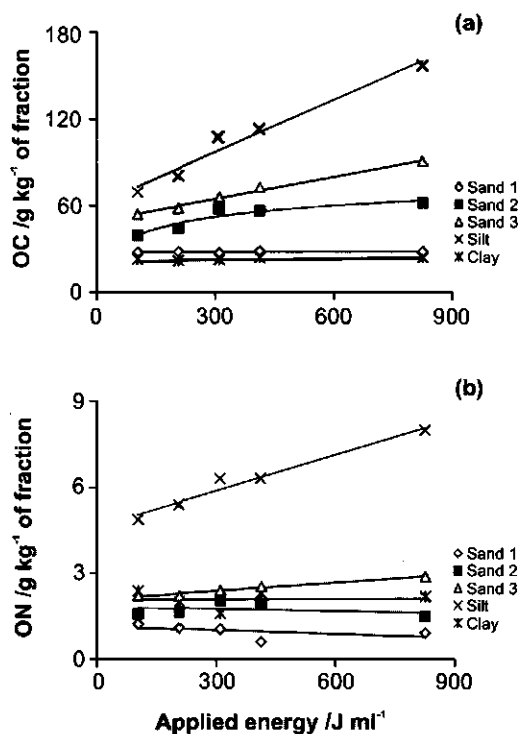 (a)
OC /g kg⁻¹ of fraction
180
120
60
0
0 300 600 900
Sand 1
Sand 2
Sand 3
Silt
Clay
(b)
ON /g kg⁻¹ of fraction
9
6
3
0
0 300 600 900
Sand 1
Sand 2
Sand 3
Silt
Clay
Applied energy /J ml⁻¹